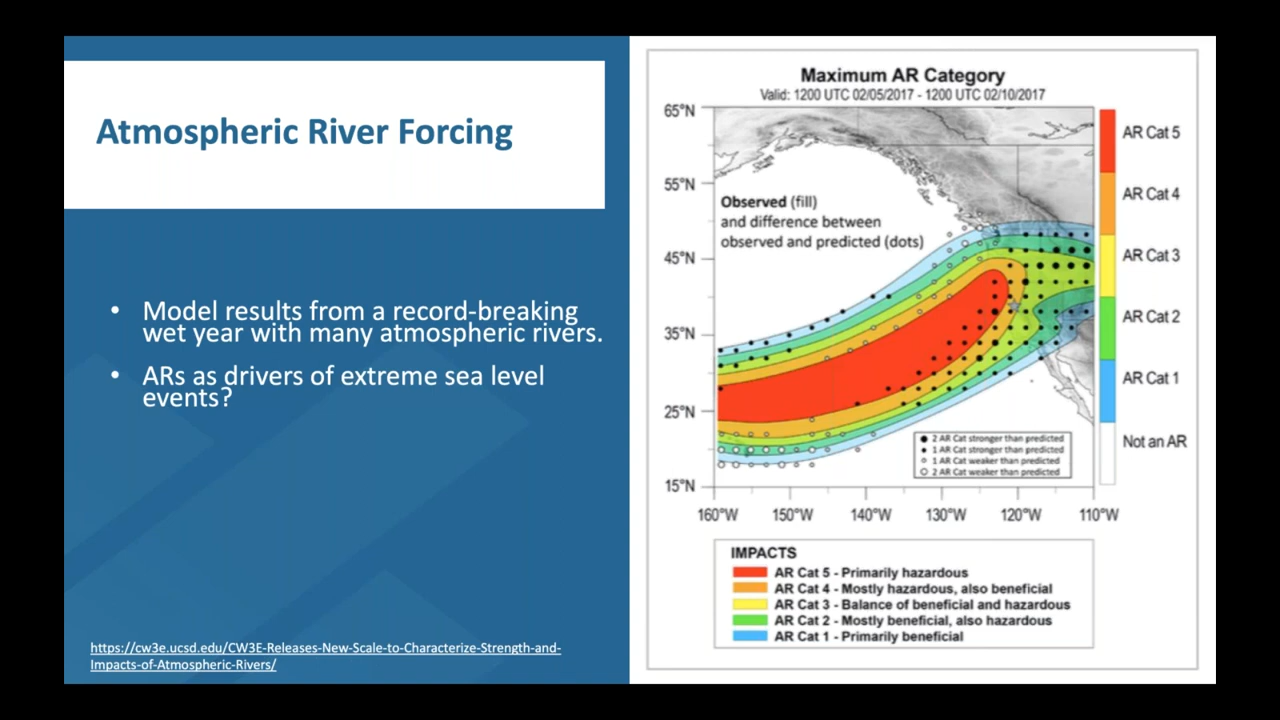 Atmospheric River Forcing
• Model results from a record-breaking
wet year with many atmospheric rivers.
• ARs as drivers of extreme sea level
events?
https://cw3e.ucsd.edu/CW3E-Releases-New-Scale-to-Characterize-Strength-and-
Impacts-of-Atmospheric-Rivers/
Maximum AR Category
Valid: 1200 UTC 02/05/2017 - 1200 UTC 02/10/2017
65°N
55°N
45°N
35°N
25°N
15°N
Observed (fill)
and difference between
observed and predicted (dots)
2 AR Cat stronger than predicted
1 AR Cat stronger than predicted
1 AR Cat weaker than predicted
2 AR Cat weaker than predicted
160°W 150°W 140°W 130°W 120°W 110°W
AR Cat 5
AR Cat 4
AR Cat 3
AR Cat 2
AR Cat 1
Not an AR
IMPACTS
AR Cat 5 - Primarily hazardous
AR Cat 4 - Mostly hazardous, also beneficial
AR Cat 3 - Balance of beneficial and hazardous
AR Cat 2 - Mostly beneficial, also hazardous
AR Cat 1 - Primarily beneficial